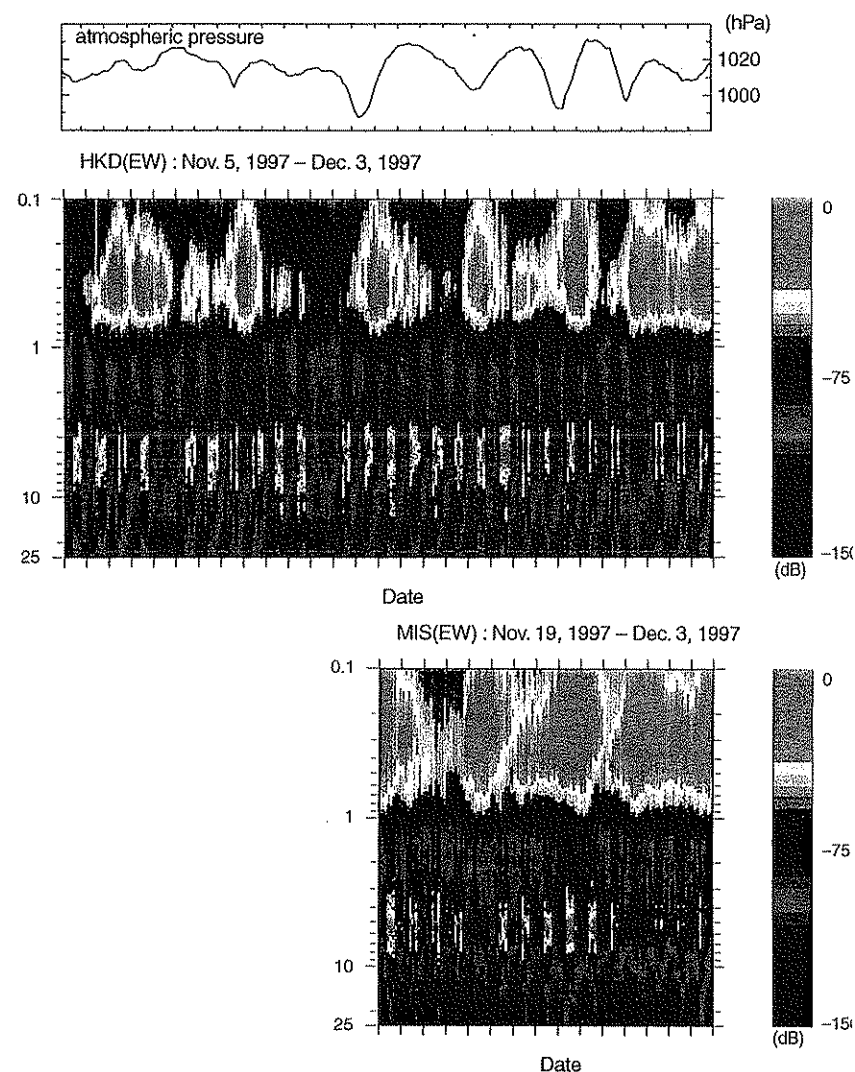 (hPa)
atmospheric pressure
1020
1000
HKD(EW) : Nov. 5, 1997 – Dec. 3, 1997
0.1
1
10
25
0
–75
–150
(dB)
Date
MIS(EW) : Nov. 19, 1997 – Dec. 3, 1997
0.1
1
10
25
0
–75
–150
(dB)
Date